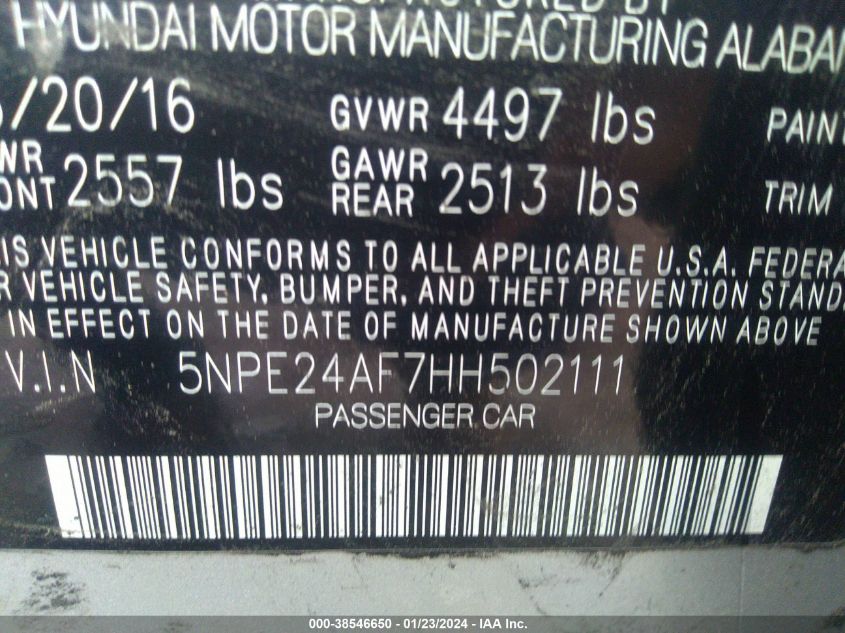 HYUNDAI MOTOR MANUFACTURING ALABA
/20/16 GVWR 4497 lbs PAINT
WR ONT 2557 lbs GAWR REAR 2513 lbs TRIM
IS VEHICLE CONFORMS TO ALL APPLICABLE U.S.A. FEDERA
R VEHICLE SAFETY, BUMPER, AND THEFT PREVENTION STAND
IN EFFECT ON THE DATE OF MANUFACTURE SHOWN ABOVE
V.I.N 5NPE24AF7HH502111
PASSENGER CAR
000-38546650 - 01/23/2024 - IAA Inc.